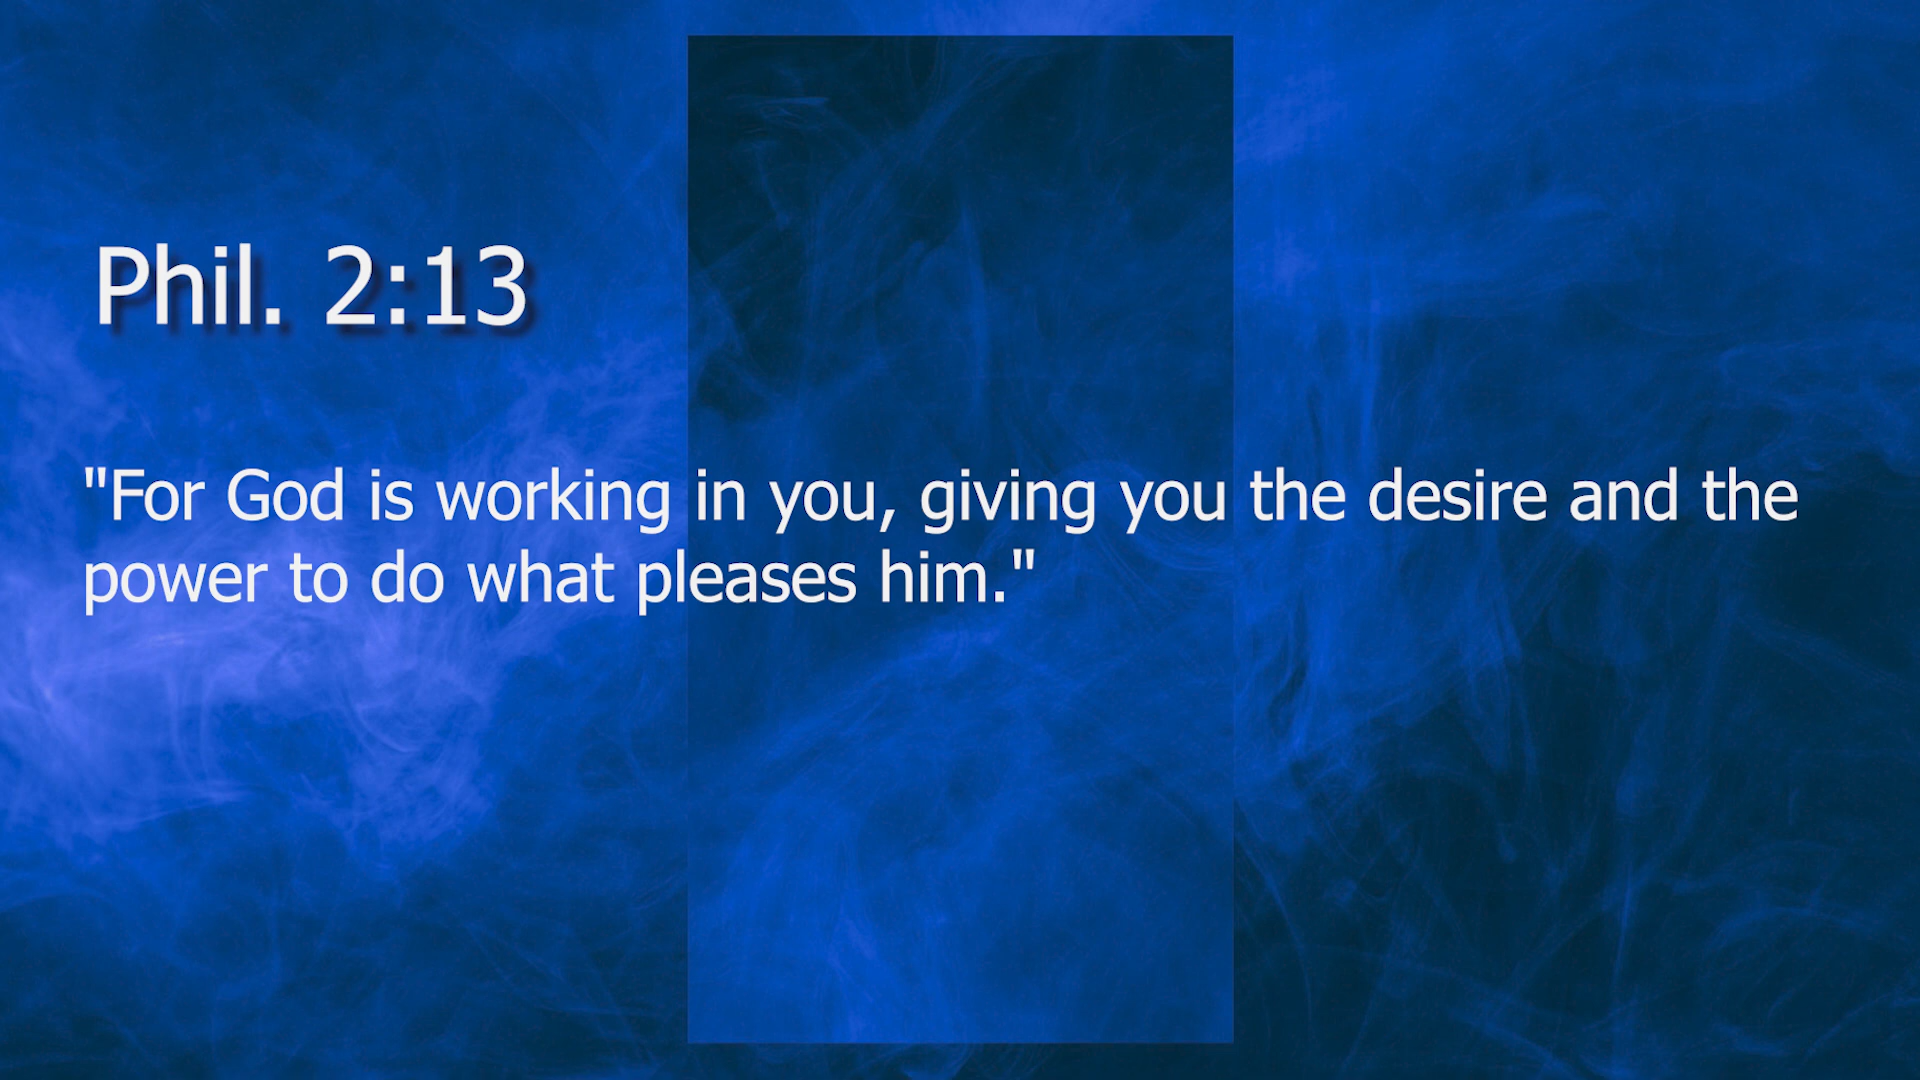 Phil. 2:13
"For God is working in you, giving you the desire and the
power to do what pleases him."